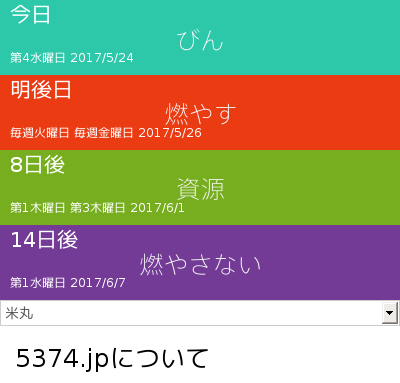 今日
びん
第4水曜日 2017/5/24
明後日
燃やす
毎週火曜日 毎週金曜日 2017/5/26
8日後
資源
第1木曜日 第3木曜日 2017/6/1
14日後
燃やさない
第1水曜日 2017/6/7
米丸
5374.jpについて